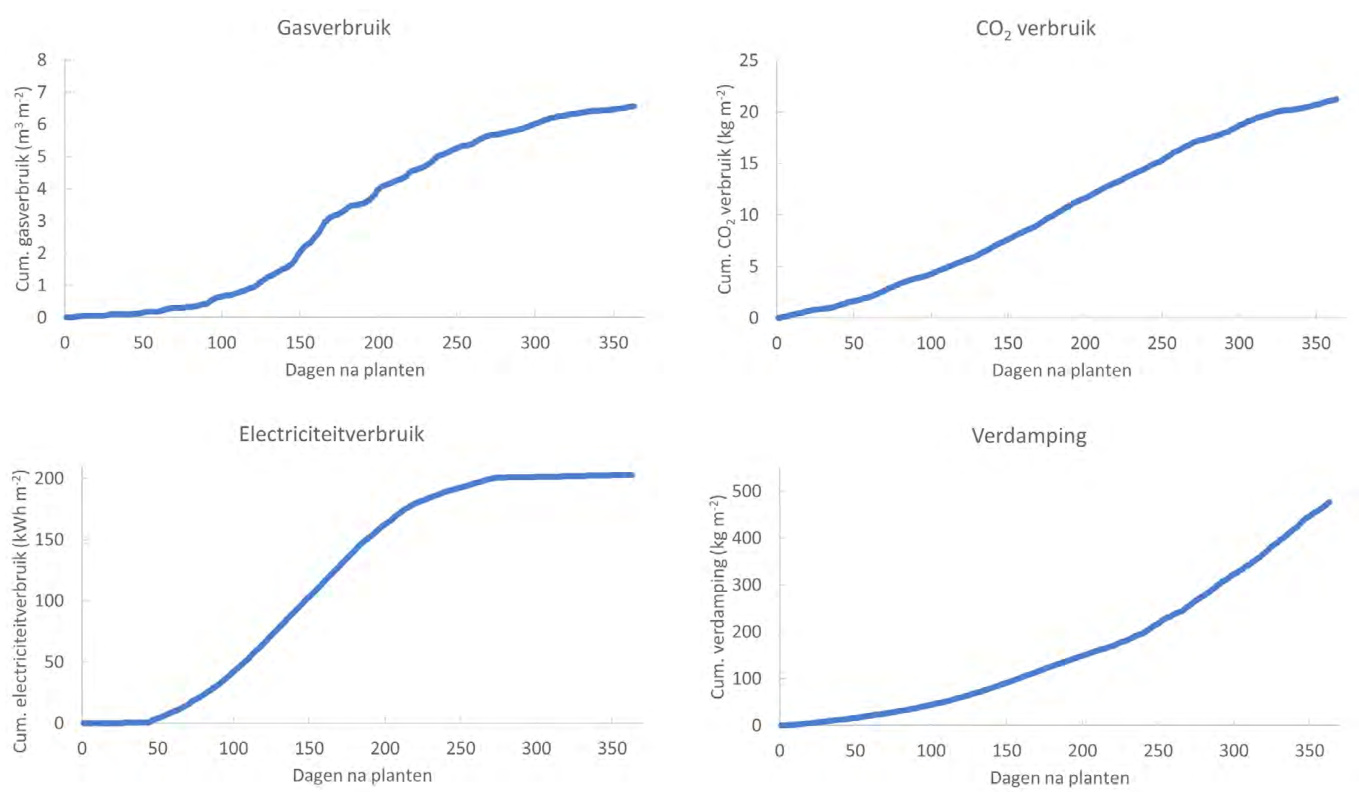 Gasverbruik
Cum. gasverbruik (m³ m⁻²)
8
7
6
5
4
3
2
1
0
0 50 100 150 200 250 300 350
Dagen na planten
CO₂ verbruik
Cum. CO₂ verbruik (kg m⁻²)
25
20
15
10
5
0
0 50 100 150 200 250 300 350
Dagen na planten
Electriciteitverbruik
Cum. electriciteitverbruik (kWh m⁻²)
200
150
100
50
0
0 50 100 150 200 250 300 350
Dagen na planten
Verdamping
Cum. verdamping (kg m⁻²)
500
400
300
200
100
0
0 50 100 150 200 250 300 350
Dagen na planten